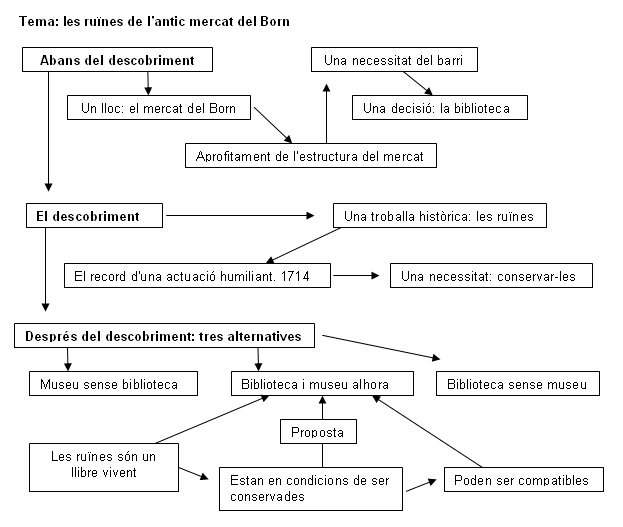 Tema: les ruïnes de l'antic mercat del Born
Abans del descobriment
Una necessitat del barri
Un lloc: el mercat del Born
Una decisió: la biblioteca
Aprofitament de l'estructura del mercat
El descobriment
Una troballa històrica: les ruïnes
El record d'una actuació humiliant. 1714
Una necessitat: conservar-les
Després del descobriment: tres alternatives
Museu sense biblioteca
Biblioteca i museu alhora
Biblioteca sense museu
Proposta
Les ruïnes són un
llibre vivent
Estan en condicions de ser
conservades
Poden ser compatibles